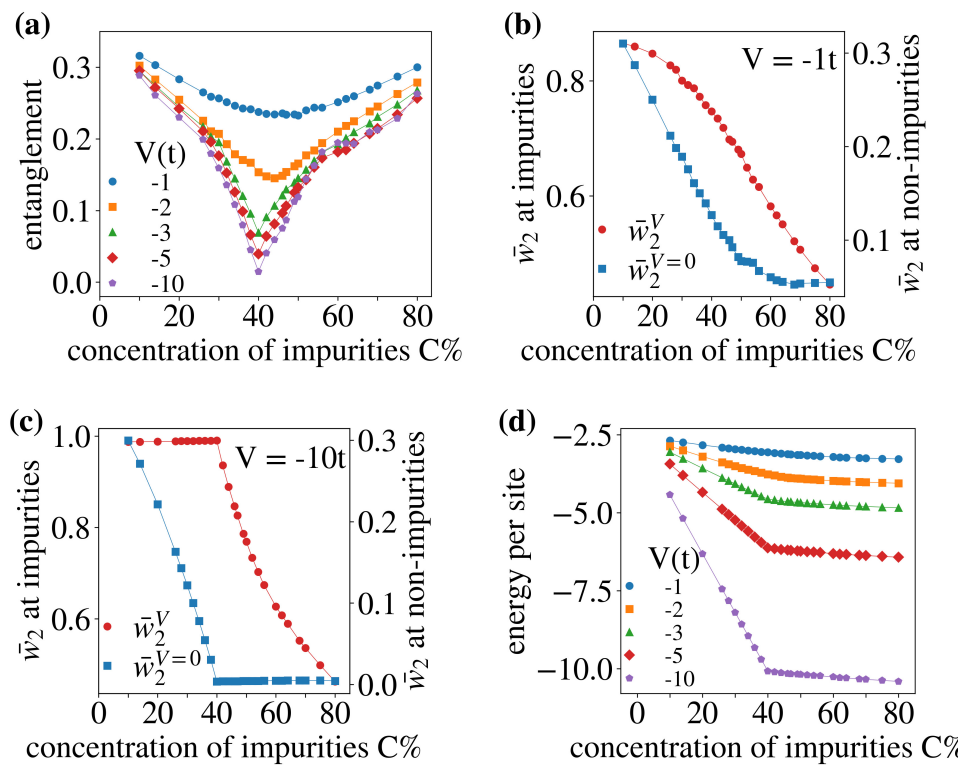 (a)
entanglement
0.3
0.2
0.1
0.0
V(t)
-1
-2
-3
-5
-10
0 20 40 60 80
concentration of impurities C%
(b)
w̄₂ at impurities
0.8
0.6
V = -1t
w̄₂^V
w̄₂^{V=0}
0.3
0.2
0.1
w̄₂ at non-impurities
0 20 40 60 80
concentration of impurities C%
(c)
w̄₂ at impurities
1.0
0.8
0.6
V = -10t
w̄₂^V
w̄₂^{V=0}
0.3
0.2
0.1
0.0
w̄₂ at non-impurities
0 20 40 60 80
concentration of impurities C%
(d)
energy per site
−2.5
−5.0
−7.5
−10.0
V(t)
-1
-2
-3
-5
-10
0 20 40 60 80
concentration of impurities C%